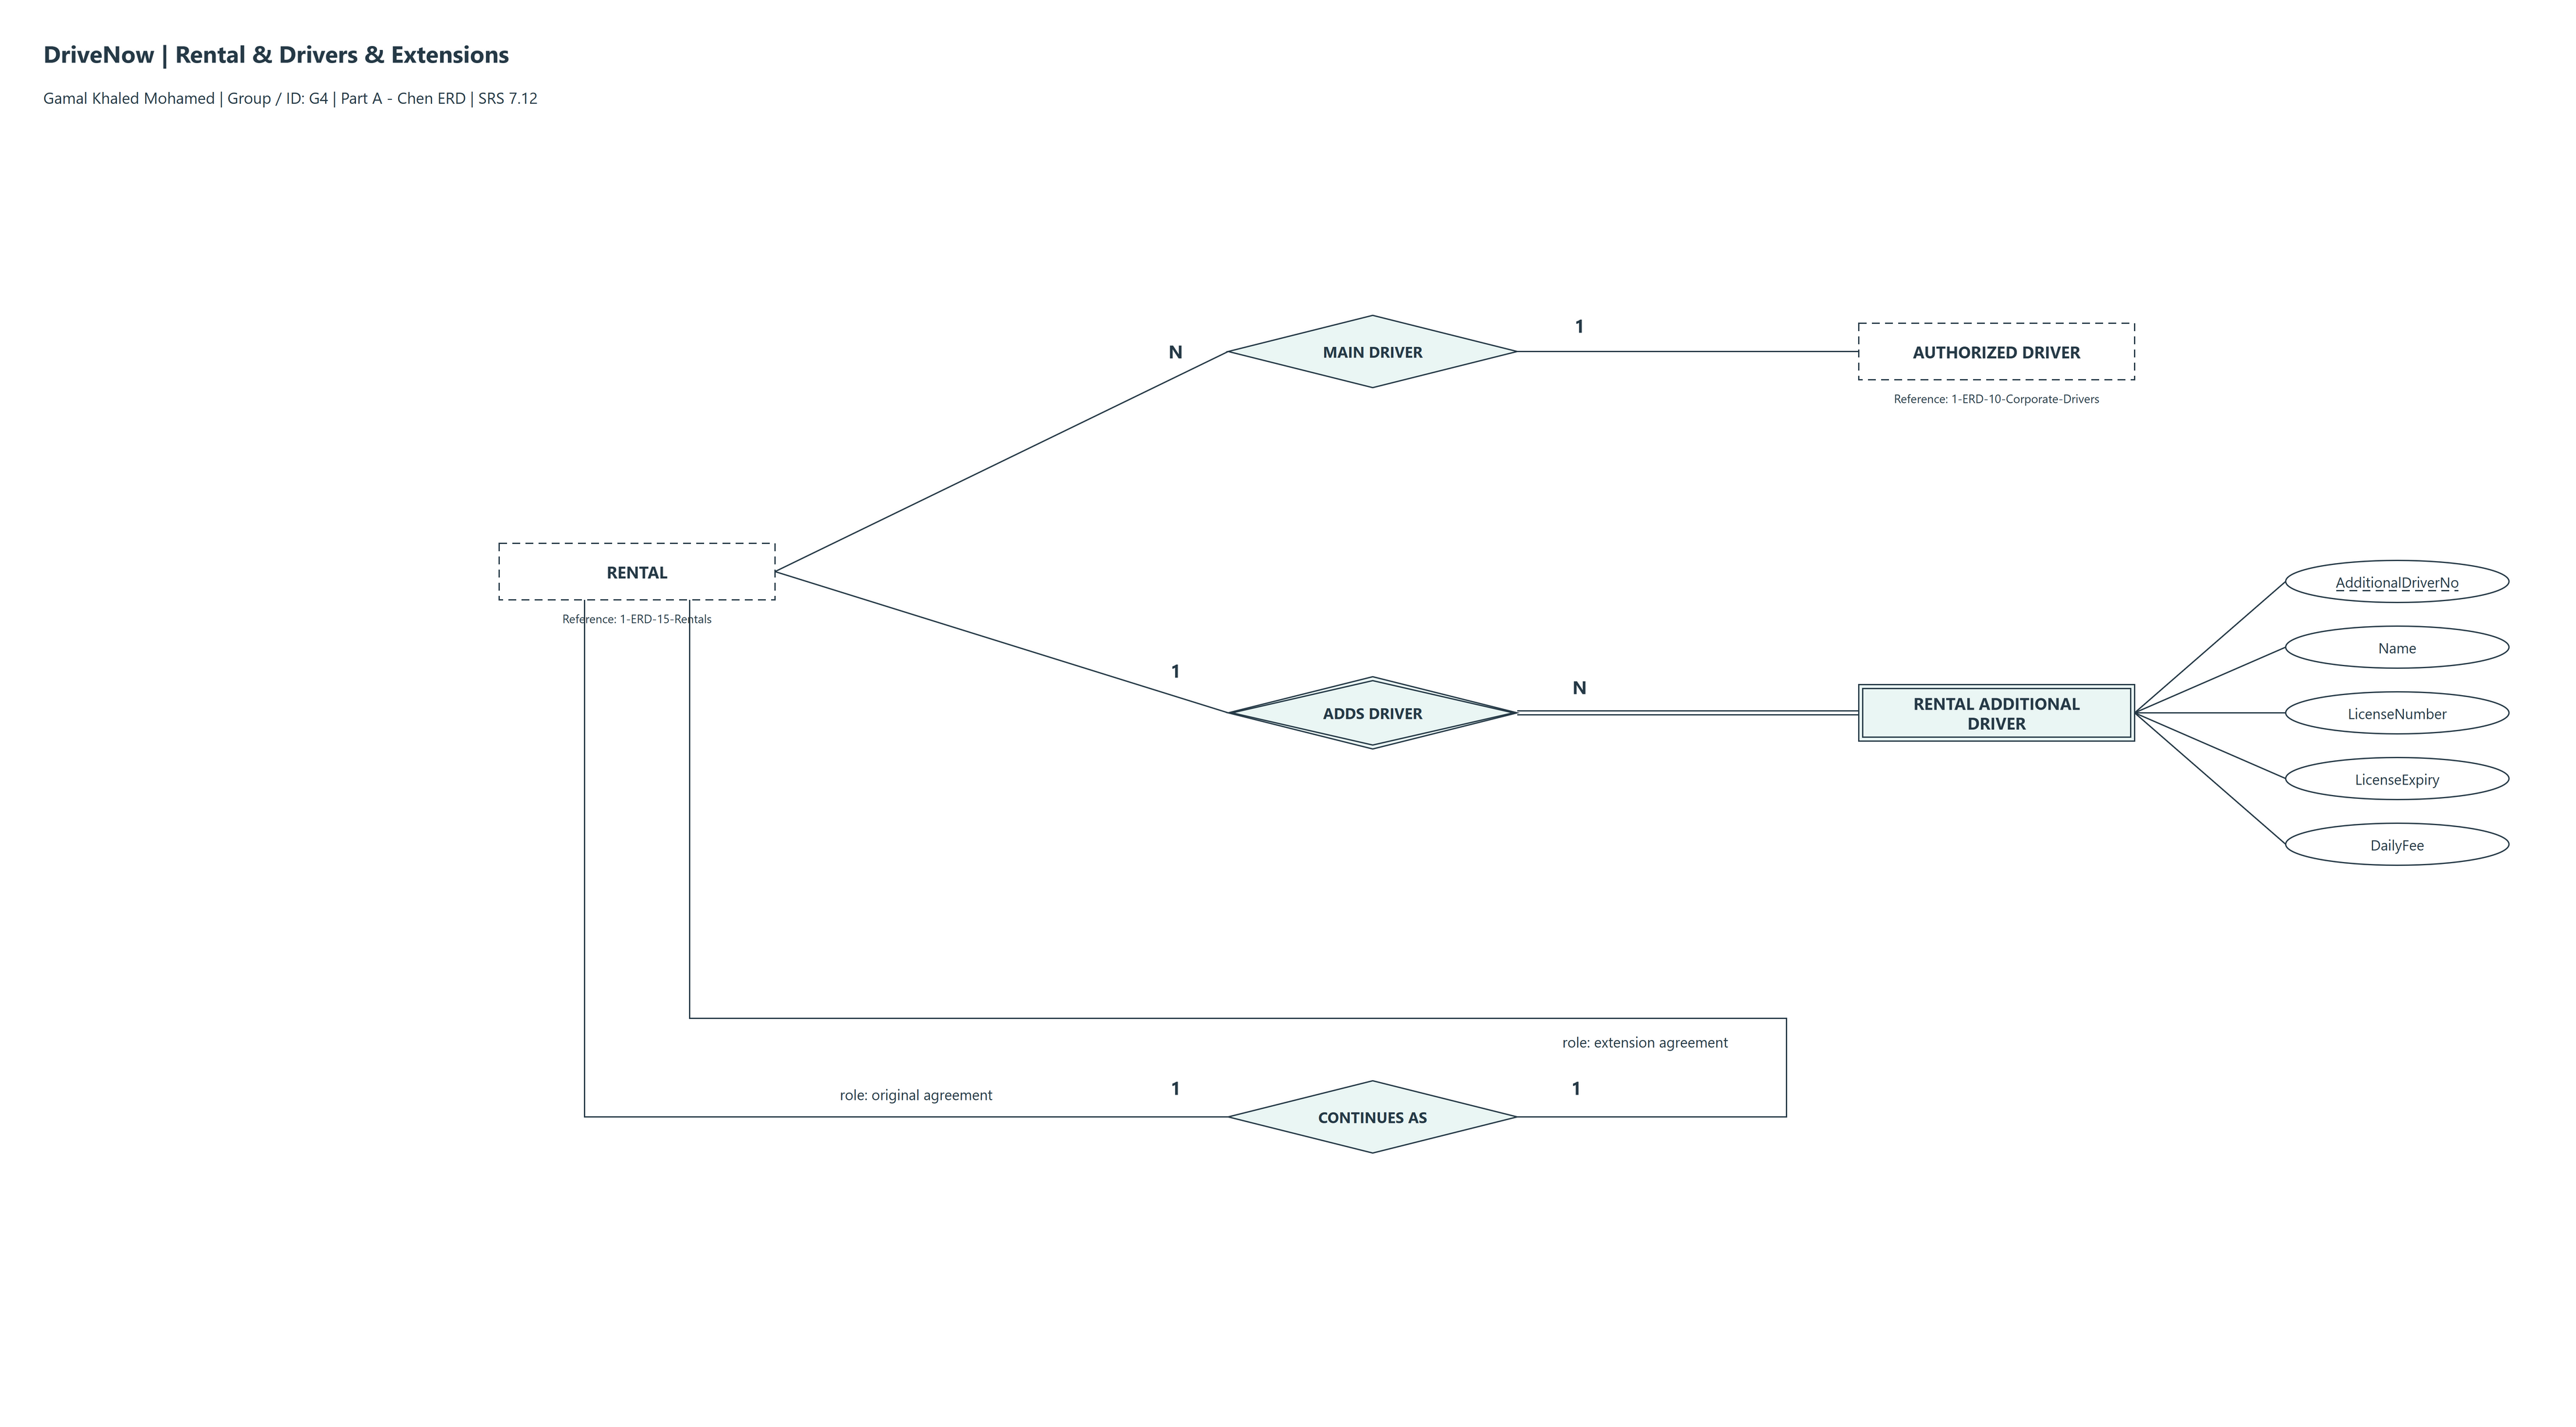 DriveNow | Rental & Drivers & Extensions
Gamal Khaled Mohamed | Group / ID: G4 | Part A - Chen ERD | SRS 7.12
N
MAIN DRIVER
1
AUTHORIZED DRIVER
Reference: 1-ERD-10-Corporate-Drivers
RENTAL
Reference: 1-ERD-15-Rentals
1
ADDS DRIVER
N
RENTAL ADDITIONAL
DRIVER
AdditionalDriverNo
Name
LicenseNumber
LicenseExpiry
DailyFee
role: extension agreement
role: original agreement
1
CONTINUES AS
1